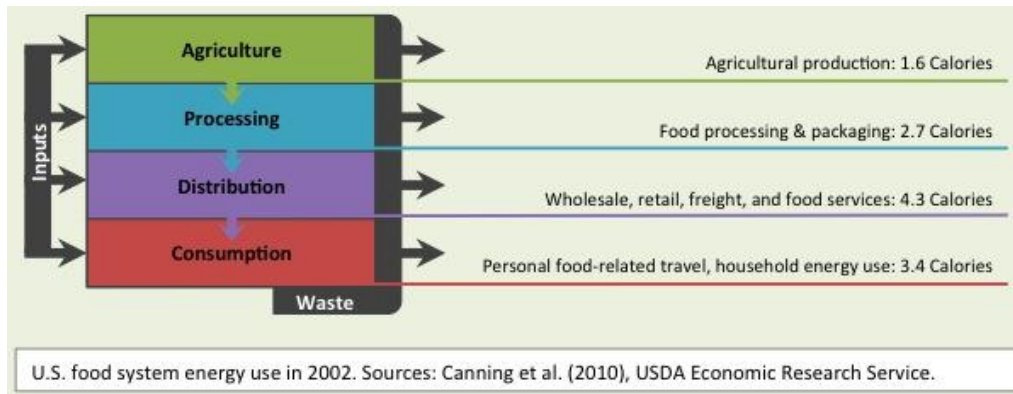 Inputs
Agriculture
Agricultural production: 1.6 Calories
Processing
Food processing & packaging: 2.7 Calories
Distribution
Wholesale, retail, freight, and food services: 4.3 Calories
Consumption
Personal food-related travel, household energy use: 3.4 Calories
Waste
U.S. food system energy use in 2002. Sources: Canning et al. (2010), USDA Economic Research Service.